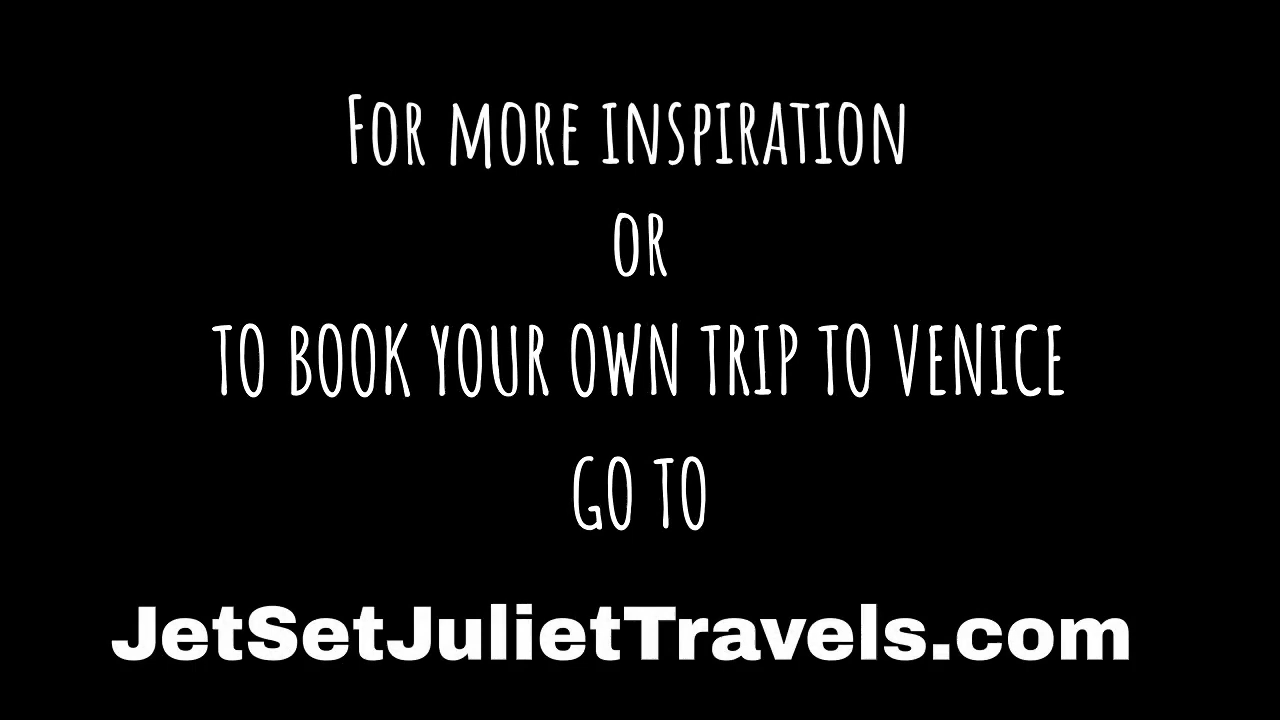 For more inspiration
or
to book your own trip to Venice
go to
JetSetJulietTravels.com